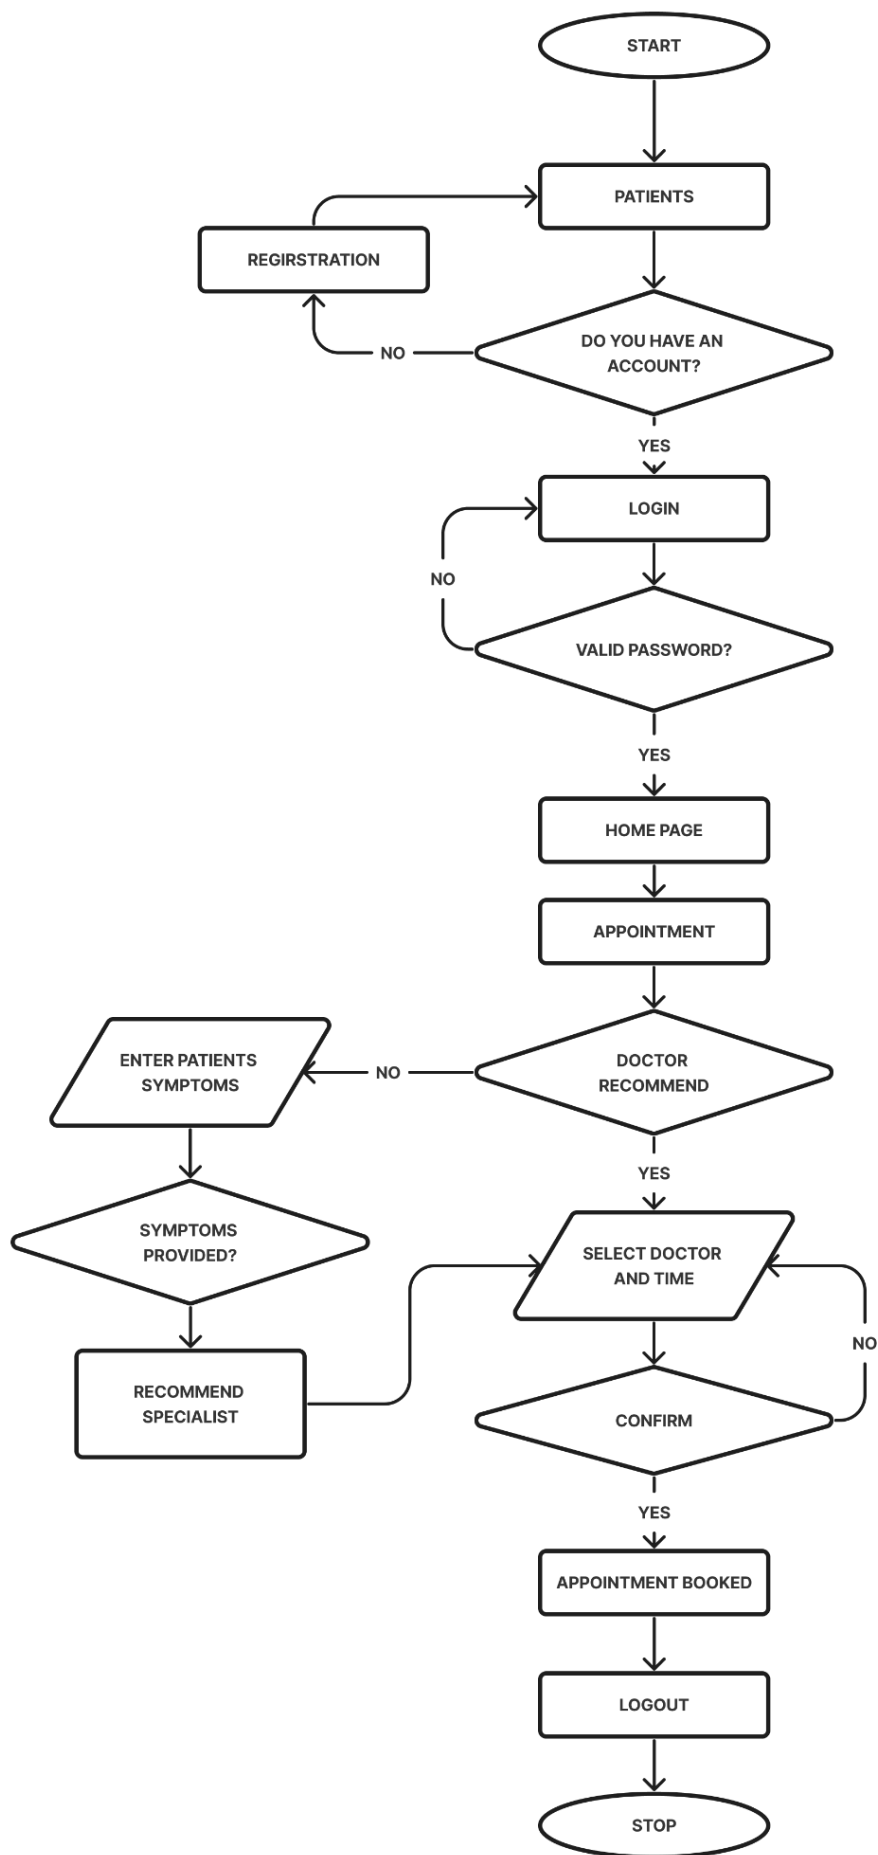 START
PATIENTS
REGIRSTRATION
DO YOU HAVE AN
ACCOUNT?
NO
YES
LOGIN
NO
VALID PASSWORD?
YES
HOME PAGE
APPOINTMENT
ENTER PATIENTS
SYMPTOMS
NO
DOCTOR
RECOMMEND
YES
SYMPTOMS
PROVIDED?
SELECT DOCTOR
AND TIME
NO
RECOMMEND
SPECIALIST
CONFIRM
YES
APPOINTMENT BOOKED
LOGOUT
STOP